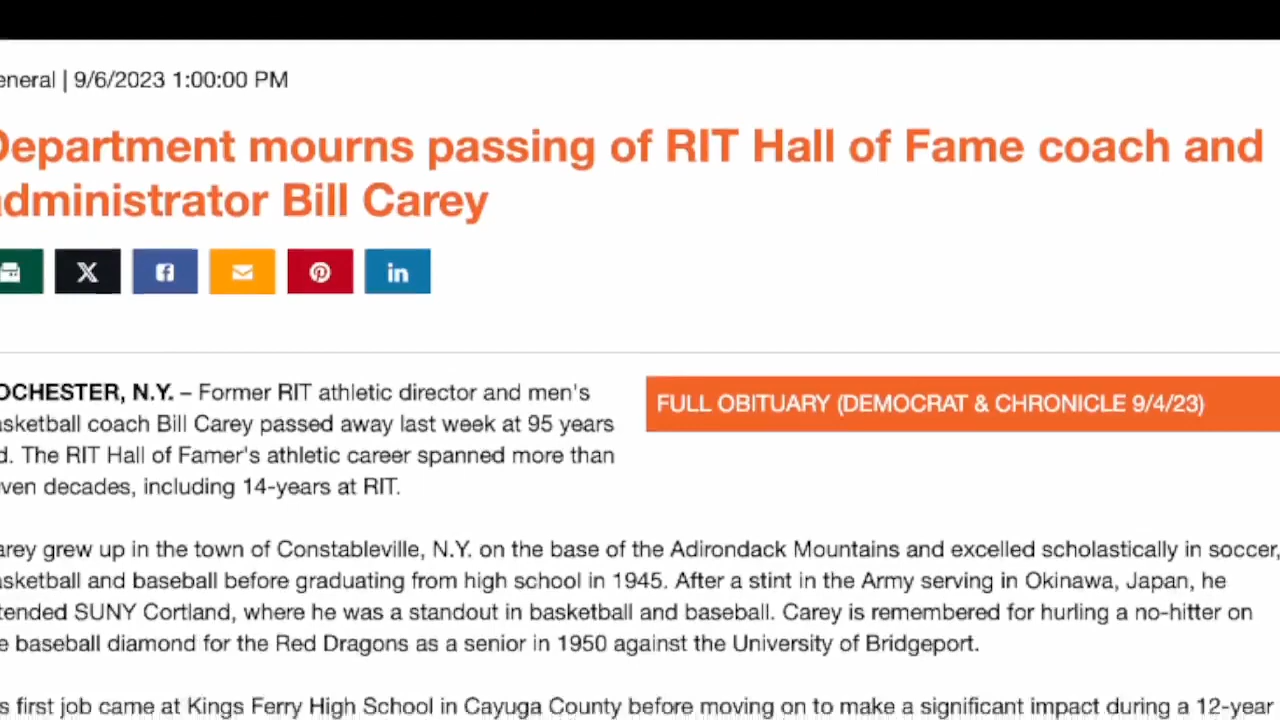 eneral | 9/6/2023 1:00:00 PM
Department mourns passing of RIT Hall of Fame coach and
administrator Bill Carey
OCHESTER, N.Y. – Former RIT athletic director and men's
asketball coach Bill Carey passed away last week at 95 years
d. The RIT Hall of Famer's athletic career spanned more than
ven decades, including 14-years at RIT.
FULL OBITUARY (DEMOCRAT & CHRONICLE 9/4/23)
arey grew up in the town of Constableville, N.Y. on the base of the Adirondack Mountains and excelled scholastically in soccer,
asketball and baseball before graduating from high school in 1945. After a stint in the Army serving in Okinawa, Japan, he
tended SUNY Cortland, where he was a standout in basketball and baseball. Carey is remembered for hurling a no-hitter on
e baseball diamond for the Red Dragons as a senior in 1950 against the University of Bridgeport.
s first job came at Kings Ferry High School in Cayuga County before moving on to make a significant impact during a 12-year